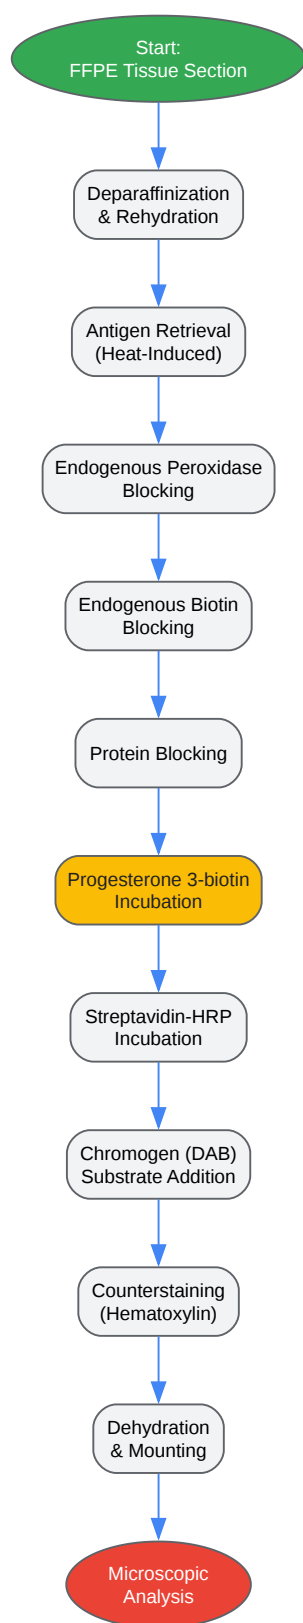 Start:
FFPE Tissue Section
Deparaffinization
& Rehydration
Antigen Retrieval
(Heat-Induced)
Endogenous Peroxidase
Blocking
Endogenous Biotin
Blocking
Protein Blocking
Progesterone 3-biotin
Incubation
Streptavidin-HRP
Incubation
Chromogen (DAB)
Substrate Addition
Counterstaining
(Hematoxylin)
Dehydration
& Mounting
Microscopic
Analysis